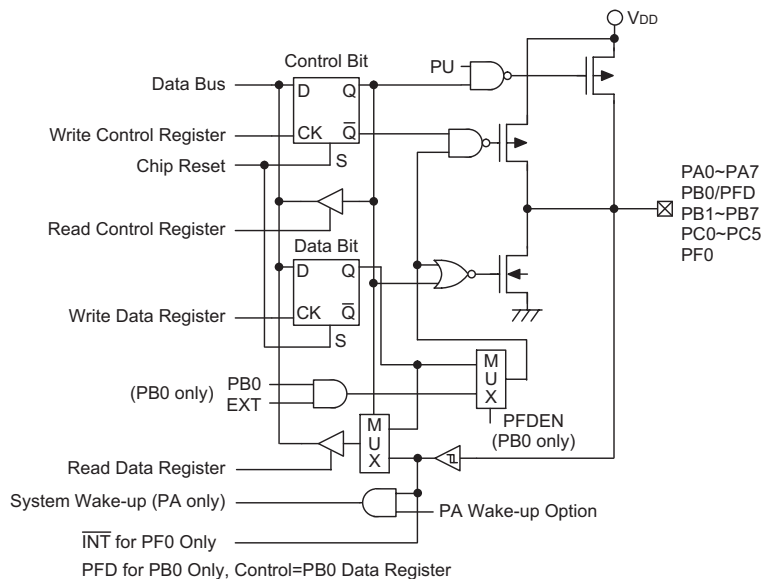 VDD
Control Bit
PU
Data Bus
D Q
Write Control Register
CK Q
Chip Reset
S
PA0~PA7
PB0/PFD
PB1~PB7
PC0~PC5
PF0
Read Control Register
Data Bit
D Q
Write Data Register
CK Q
S
(PB0 only)
PB0
EXT
MUX
PFDEN
(PB0 only)
MUX
Read Data Register
System Wake-up (PA only)
PA Wake-up Option
INT for PF0 Only
PFD for PB0 Only, Control=PB0 Data Register